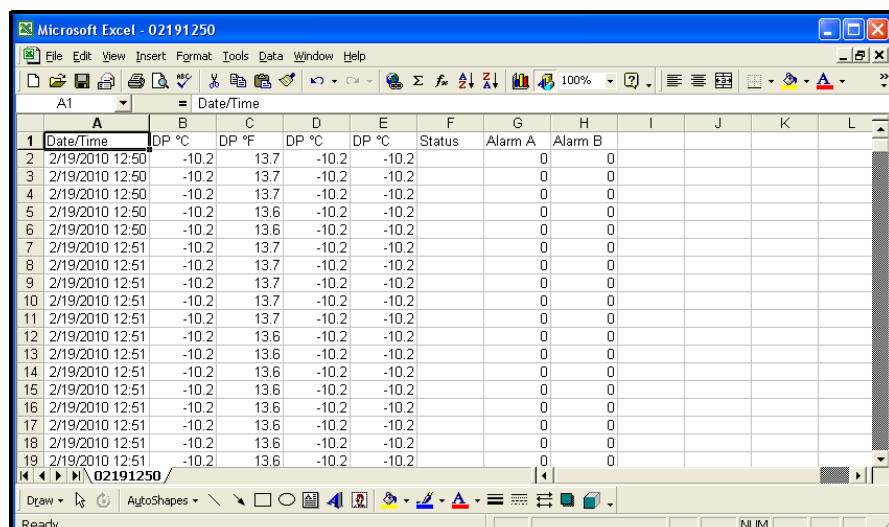 Microsoft Excel - 02191250
File Edit View Insert Format Tools Data Window Help
100%
A1 = Date/Time
A B C D E F G H I J K L
1 Date/Time DP °C DP °F DP °C DP °C Status Alarm A Alarm B
2 2/19/2010 12:50 -10.2 13.7 -10.2 -10.2 0 0
3 2/19/2010 12:50 -10.2 13.7 -10.2 -10.2 0 0
4 2/19/2010 12:50 -10.2 13.7 -10.2 -10.2 0 0
5 2/19/2010 12:50 -10.2 13.6 -10.2 -10.2 0 0
6 2/19/2010 12:50 -10.2 13.6 -10.2 -10.2 0 0
7 2/19/2010 12:51 -10.2 13.7 -10.2 -10.2 0 0
8 2/19/2010 12:51 -10.2 13.7 -10.2 -10.2 0 0
9 2/19/2010 12:51 -10.2 13.7 -10.2 -10.2 0 0
10 2/19/2010 12:51 -10.2 13.7 -10.2 -10.2 0 0
11 2/19/2010 12:51 -10.2 13.7 -10.2 -10.2 0 0
12 2/19/2010 12:51 -10.2 13.6 -10.2 -10.2 0 0
13 2/19/2010 12:51 -10.2 13.6 -10.2 -10.2 0 0
14 2/19/2010 12:51 -10.2 13.6 -10.2 -10.2 0 0
15 2/19/2010 12:51 -10.2 13.6 -10.2 -10.2 0 0
16 2/19/2010 12:51 -10.2 13.6 -10.2 -10.2 0 0
17 2/19/2010 12:51 -10.2 13.6 -10.2 -10.2 0 0
18 2/19/2010 12:51 -10.2 13.6 -10.2 -10.2 0 0
19 2/19/2010 12:51 -10.2 13.6 -10.2 -10.2 0 0
02191250
Draw AutoShapes
Ready NUM